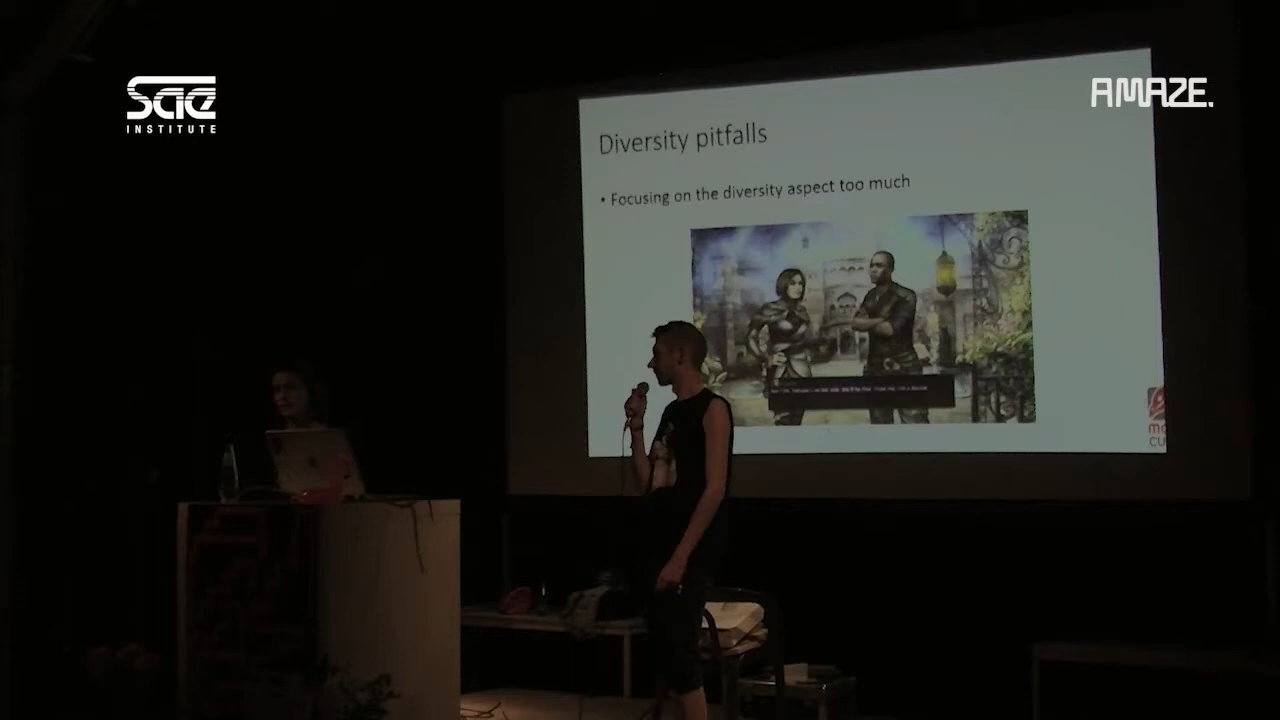 Sae
INSTITUTE
AMAZE.
Diversity pitfalls
• Focusing on the diversity aspect too much